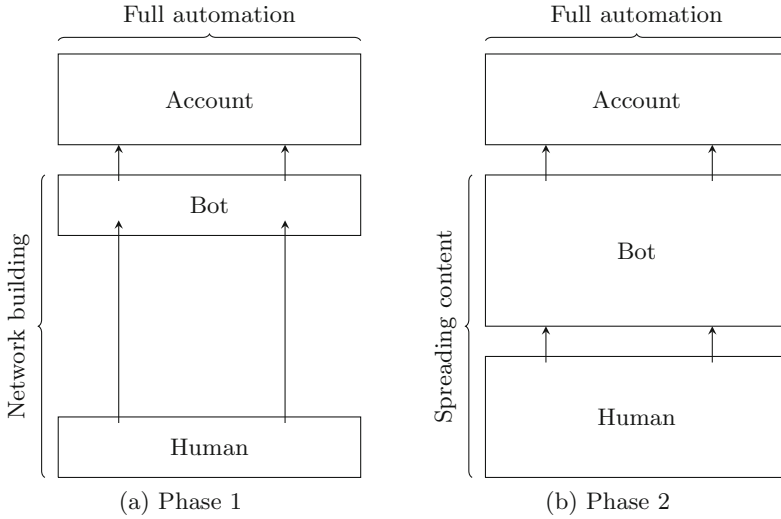 Full automation
Account
Bot
Network building
Human
(a) Phase 1
Full automation
Account
Bot
Spreading content
Human
(b) Phase 2